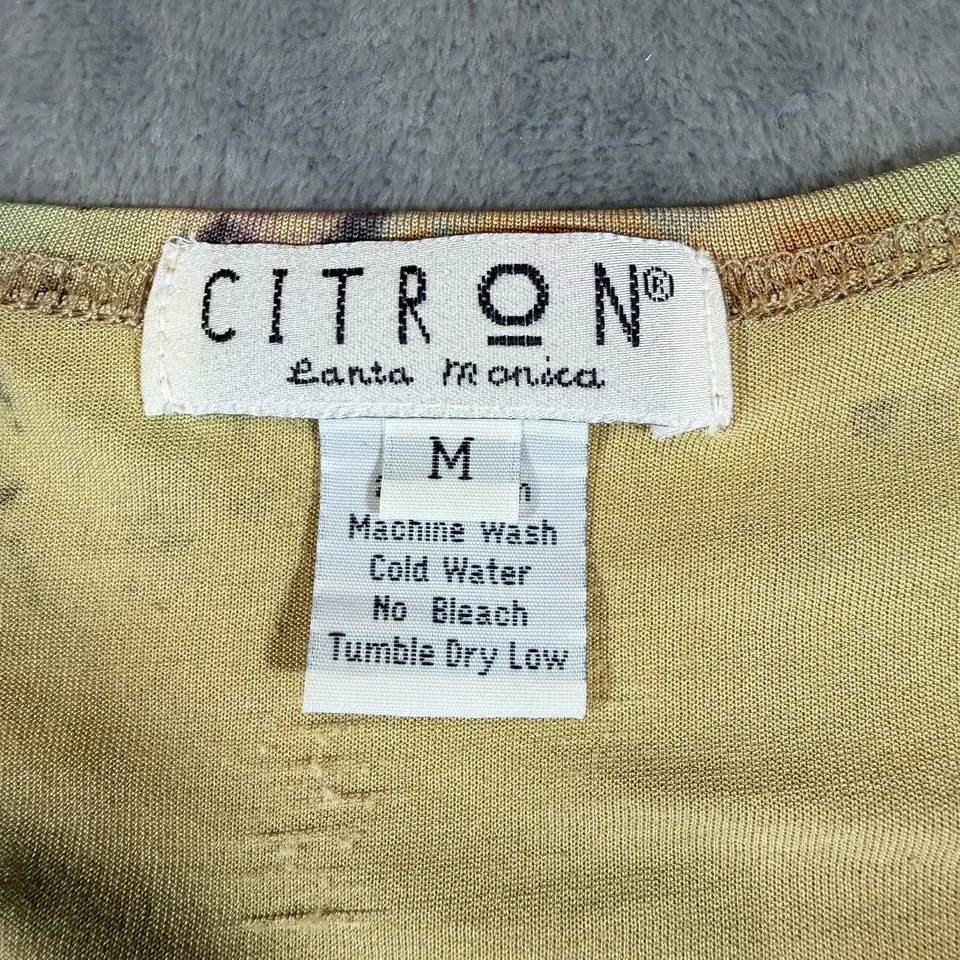 CITRON®
Santa Monica
M
Machine Wash
Cold Water
No Bleach
Tumble Dry Low